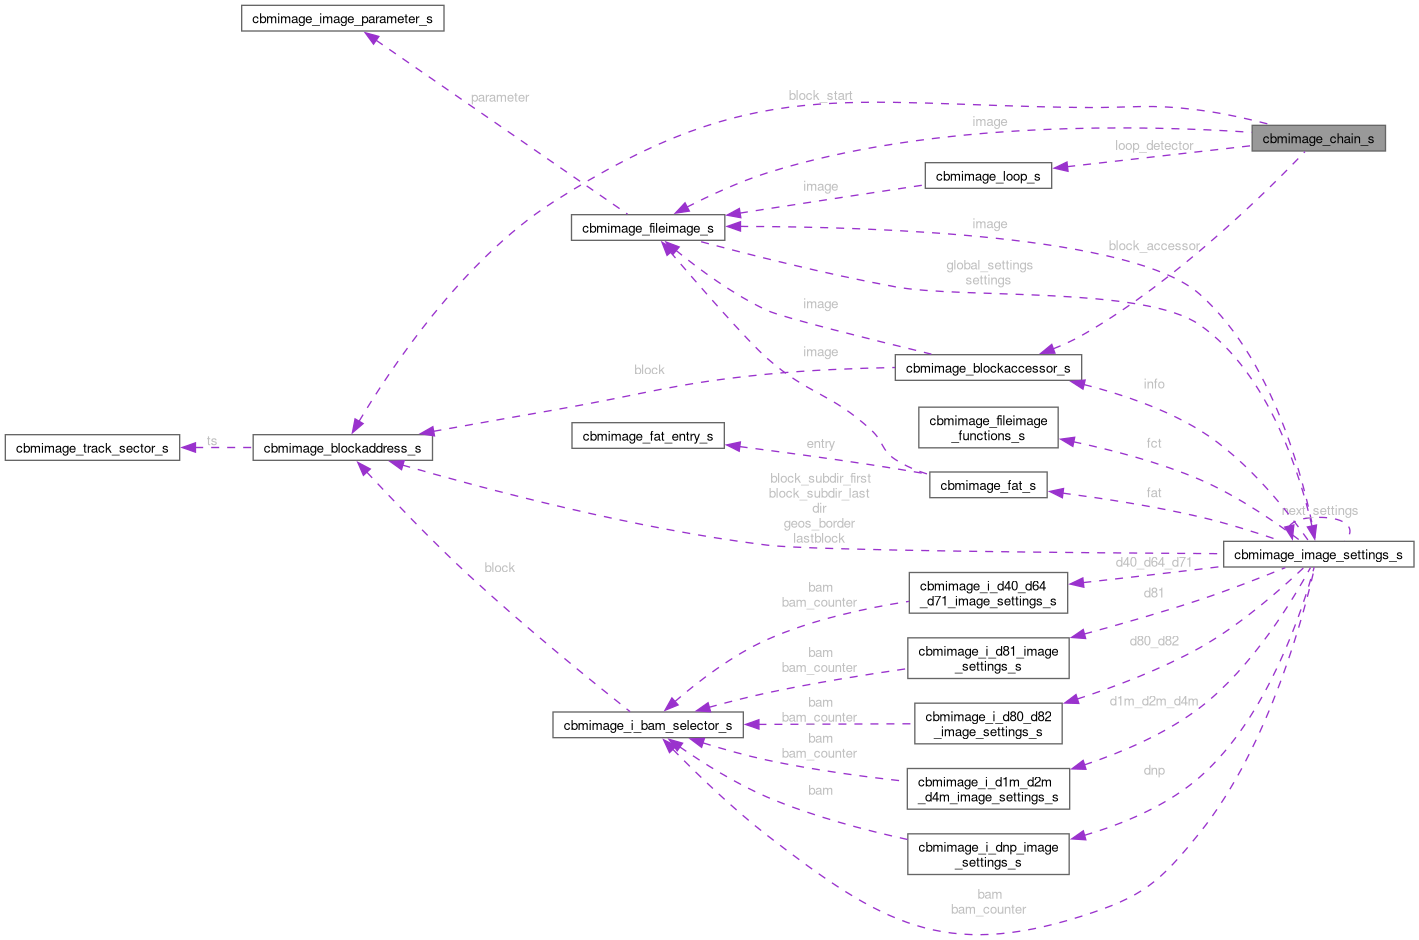 cbmimage_image_parameter_s
parameter
block_start
image
cbmimage_chain_s
loop_detector
cbmimage_loop_s
image
cbmimage_fileimage_s
image
block_accessor
global_settings
settings
image
image
cbmimage_blockaccessor_s
block
info
cbmimage_fileimage
_functions_s
fct
cbmimage_track_sector_s
ts
cbmimage_blockaddress_s
cbmimage_fat_entry_s
entry
cbmimage_fat_s
fat
block_subdir_first
block_subdir_last
dir
geos_border
lastblock
next_settings
cbmimage_image_settings_s
block
d40_d64_d71
cbmimage_i_d40_d64
_d71_image_settings_s
bam
bam_counter
d81
cbmimage_i_d81_image
_settings_s
bam
bam_counter
d80_d82
cbmimage_i_d80_d82
_image_settings_s
bam
bam_counter
cbmimage_i_bam_selector_s
d1m_d2m_d4m
cbmimage_i_d1m_d2m
_d4m_image_settings_s
bam
bam_counter
dnp
cbmimage_i_dnp_image
_settings_s
bam
bam
bam_counter